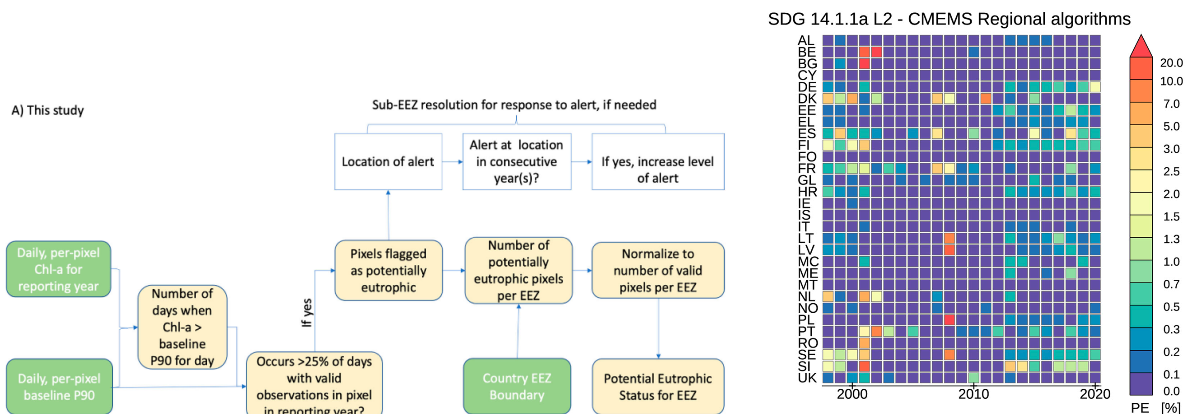 A) This study
Sub-EEZ resolution for response to alert, if needed
Location of alert
Alert at location
in consecutive
year(s)?
If yes, increase level
of alert
Daily, per-pixel
Chl-a for
reporting year
Number of
days when
Chl-a >
baseline
P90 for day
Daily, per-pixel
baseline P90
If yes
Occurs >25% of days
with valid
observations in pixel
in reporting year?
Pixels flagged
as potentially
eutrophic
Number of
potentially
eutrophic pixels
per EEZ
Normalize to
number of valid
pixels per EEZ
Country EEZ
Boundary
Potential Eutrophic
Status for EEZ
SDG 14.1.1a L2 - CMEMS Regional algorithms
AL
BE
BG
CY
DE
DK
EE
EL
ES
FI
FO
FR
GL
HR
IE
IS
IT
LT
LV
MC
ME
MT
NL
NO
PL
PT
RO
SE
SI
UK
2000 2010 2020
20.0
10.0
7.0
5.0
3.0
2.5
2.0
1.5
1.3
1.0
0.7
0.5
0.3
0.2
0.1
0.0
PE [%]